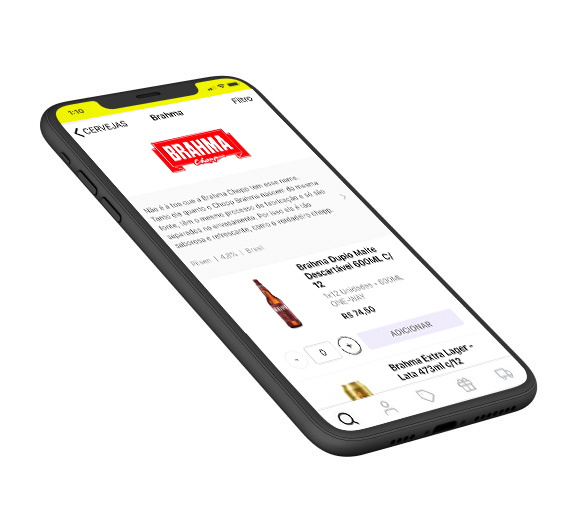 1:10
CERVEJAS
Brahma
Filtro
BRAHMA
Chopp
Não é à toa que a Brahma Chopp tem esse nome.
Tanto ela quanto o Chopp Brahma nascem da mesma
fonte, têm o mesmo processo de fabricação e só são
separados no envasamento. Por isso ela é tão
saborosa e refrescante, como o verdadeiro chopp.
Pilsen | 4,8% | Brasil
Brahma Duplo Malte
Descartável 600ML C/
12
1x12 Unidades - 600ML
ONE-WAY
R$ 74,50
- 0 +
ADICIONAR
Brahma Extra Lager -
Lata 473ml c/12